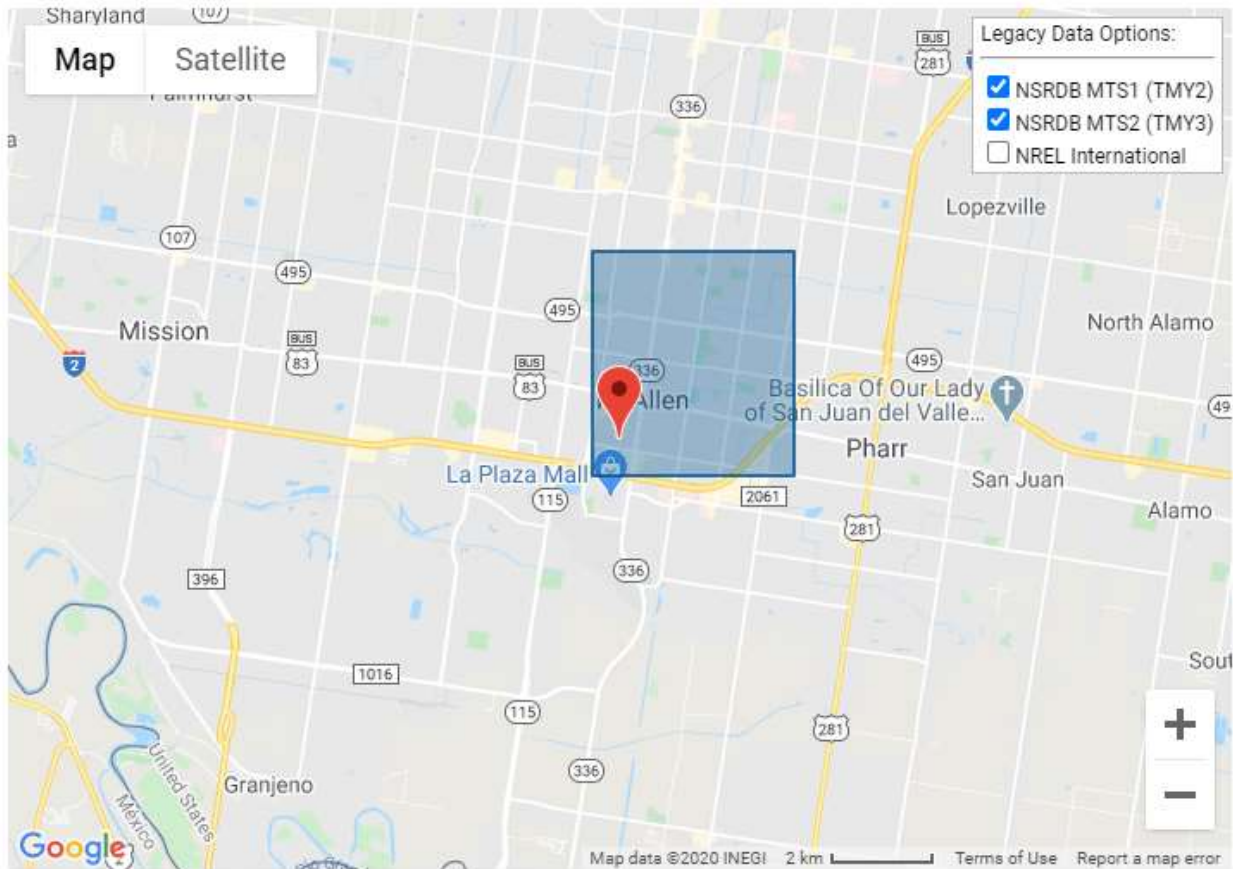 Sharyland
107
Map
Satellite
BUS
281
Legacy Data Options:
NSRDB MTS1 (TMY2)
NSRDB MTS2 (TMY3)
NREL International
336
Lopezville
107
495
495
North Alamo
Mission
BUS
83
BUS
83
336
495
2
Allen
Basilica Of Our Lady
of San Juan del Valle...
Pharr
La Plaza Mall
115
2061
San Juan
Alamo
281
336
396
1016
115
281
336
United States
México
Granjeno
Google
Map data ©2020 INEGI
2 km
Terms of Use
Report a map error